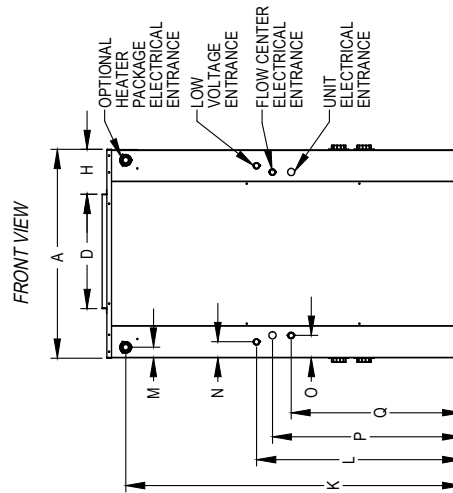 FRONT VIEW
A
D
H
OPTIONAL
HEATER
PACKAGE
ELECTRICAL
ENTRANCE
LOW
VOLTAGE
ENTRANCE
FLOW CENTER
ELECTRICAL
ENTRANCE
UNIT
ELECTRICAL
ENTRANCE
M
N
O
K
L
P
Q